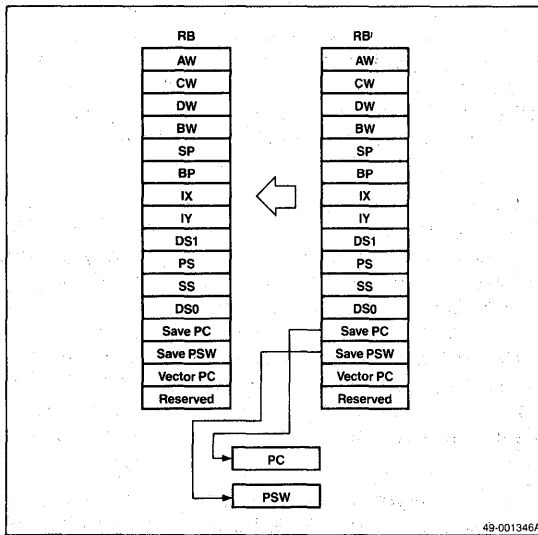 RB RB'
AW AW
CW CW
DW DW
BW BW
SP SP
BP BP
IX IX
IY IY
DS1 DS1
PS PS
SS SS
DS0 DS0
Save PC Save PC
Save PSW Save PSW
Vector PC Vector PC
Reserved Reserved
PC
PSW
49-001346A